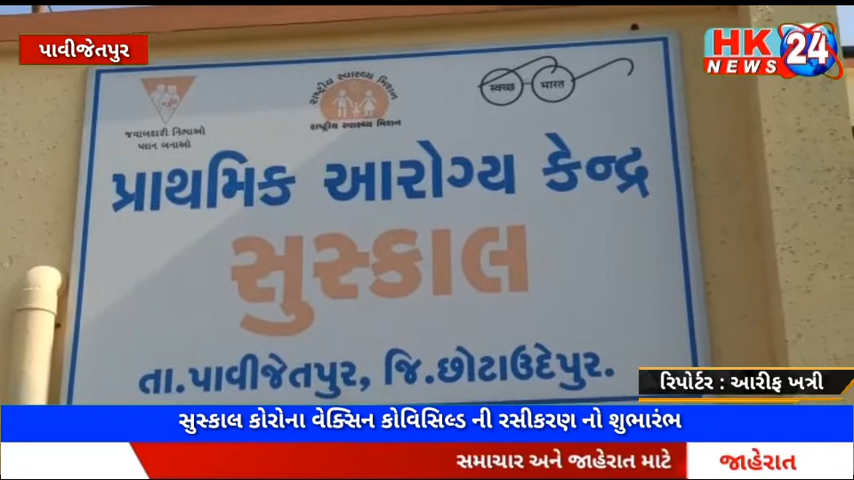 પાવીજેતપુર
HK 24
NEWS
જવાબદારી નિભાઓ
પ્લાન બનાઓ
રાષ્ટ્રીય સ્વાસ્થ્ય મિશન
રાષ્ટ્રીય સ્વાસ્થ્ય મિશન
સ્વચ્છ ભારત
પ્રાથમિક આરોગ્ય કેન્દ્ર
સુસ્કાલ
તા.પાવીજેતપુર, જિ.છોટાઉદેપુર.
રિપોર્ટર : આરીફ ખત્રી
સુસ્કાલ કોરોના વેક્સિન કોવિસિલ્ડ ની રસીકરણ નો શુભારંભ
સમાચાર અને જાહેરાત માટે જાહેરાત